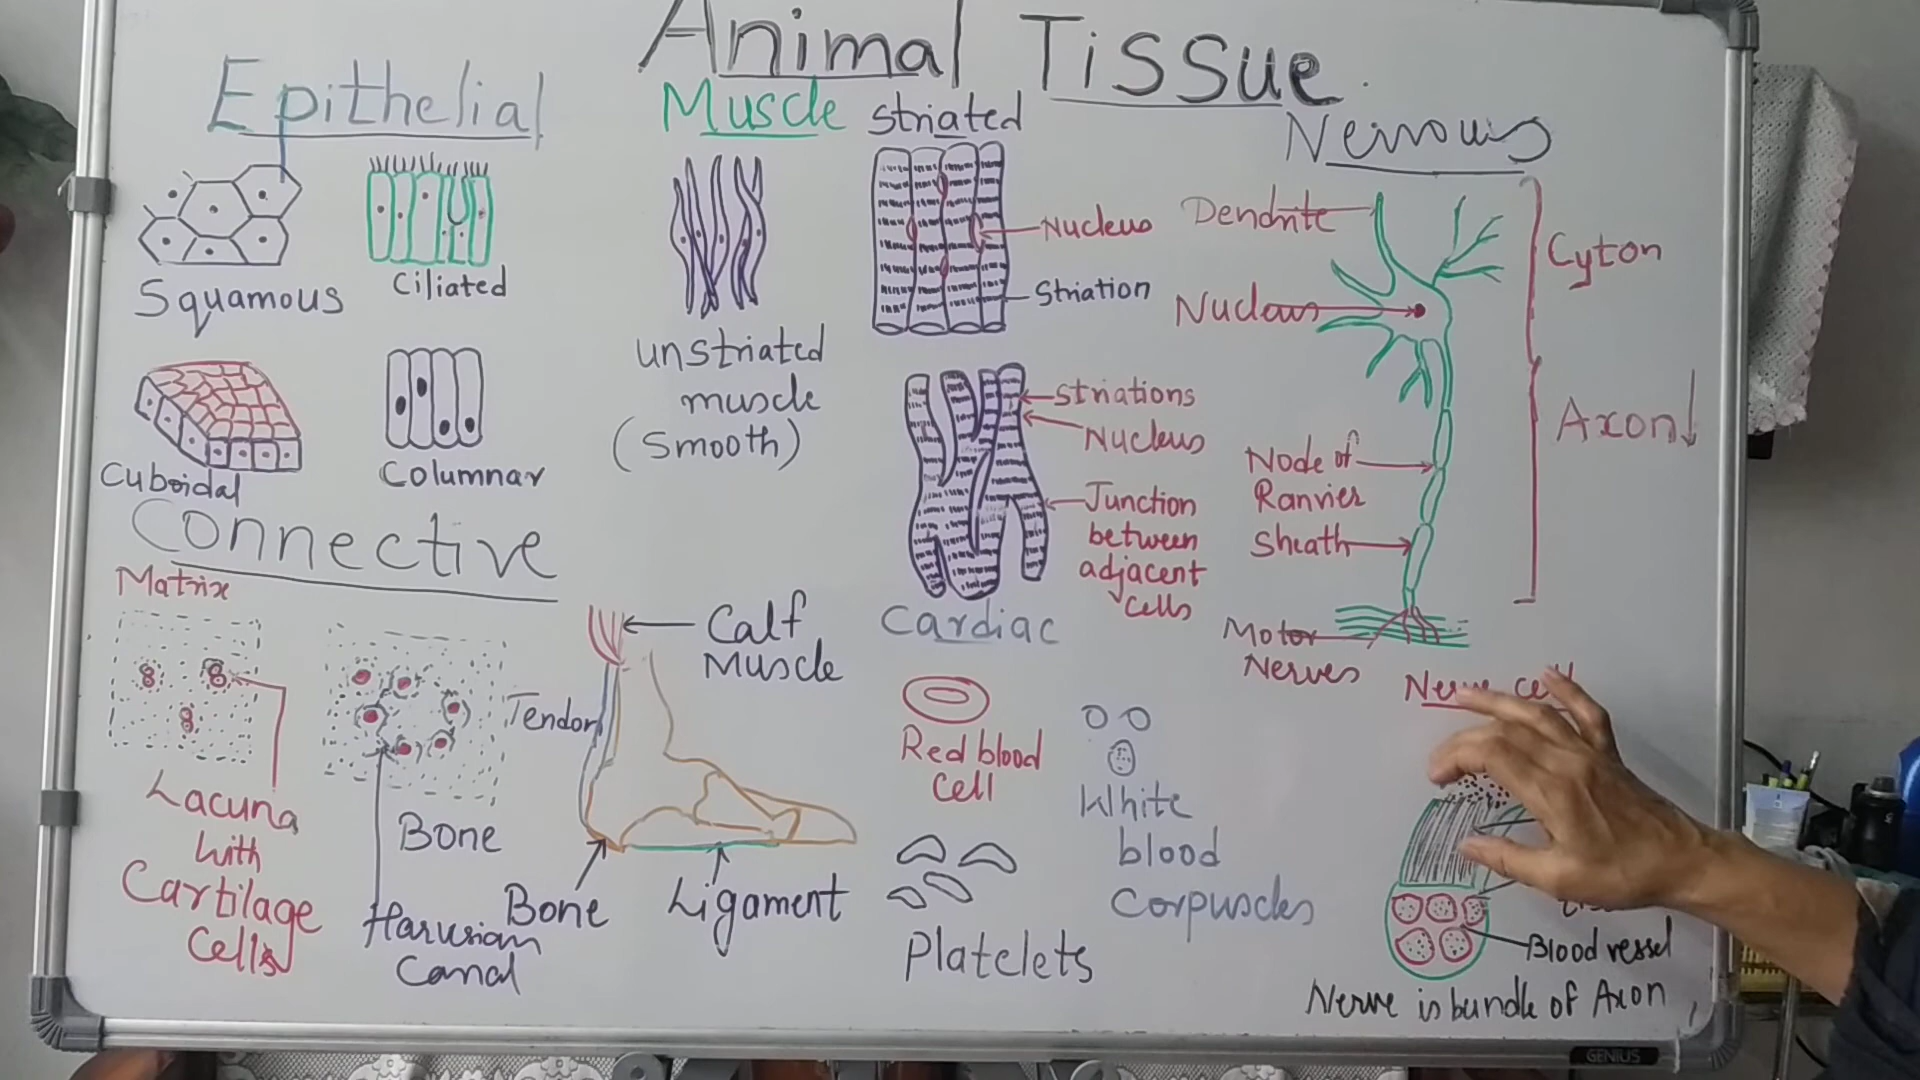 Animal Tissue
Epithelial
Squamous
Ciliated
Cuboidal
Columnar
Muscle
Striated
Nucleus
Striation
unstriated
muscle
(Smooth)
Striations
Nucleus
Junction
between
adjacent
cells
Cardiac
Nervous
Dendrite
Nucleus
Cyton
Axon↓
Node of
Ranvier
Sheath
Motor
Nerves
Connective
Matrix
Lacuna
with
Cartilage
Cells
Bone
Harvsian
Canal
Calf
Muscle
Tendon
Bone
Ligament
Red blood
Cell
White
blood
Corpuscles
Platelets
Blood vessel
Nerve is bundle of Axon
GENIUS